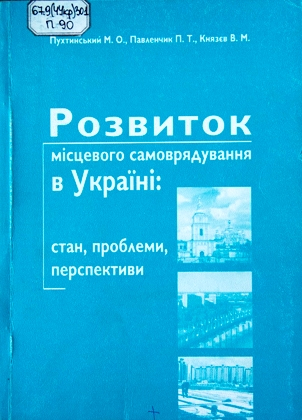 67.9(4Укр)301
П-90
Пухтинський М. О., Павленчик П. Т., Князєв В. М.
Розвиток
місцевого самоврядування
в Україні:
стан, проблеми,
перспективи